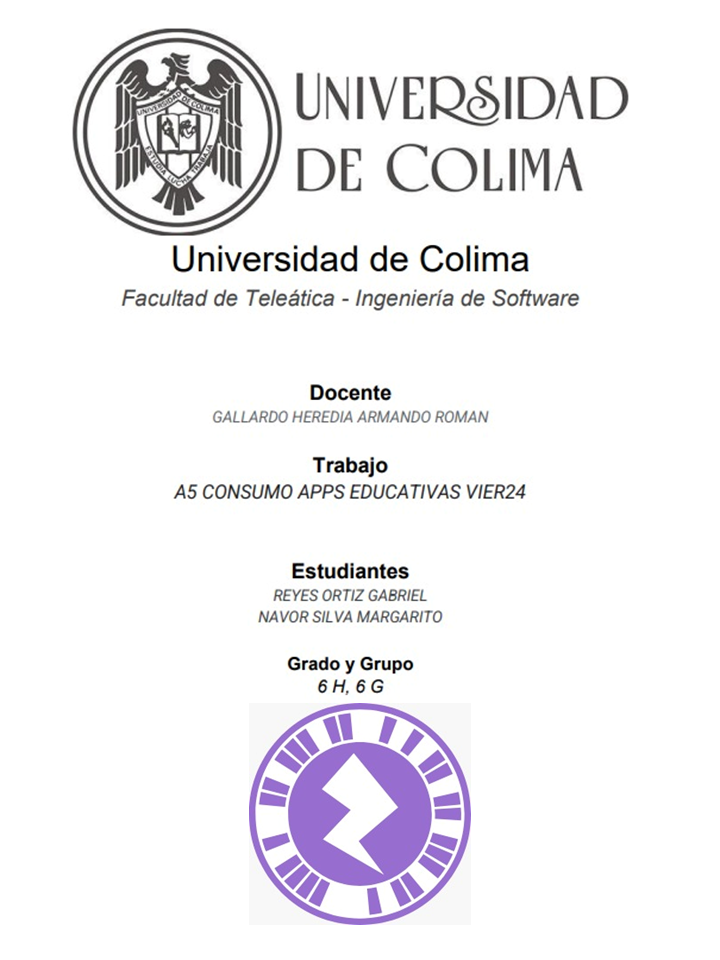 UNIVERSIDAD DE COLIMA
ESTUDIA LUCHA TRABAJA
UNIVERSIDAD
DE COLIMA
Universidad de Colima
Facultad de Teleática - Ingeniería de Software
Docente
GALLARDO HEREDIA ARMANDO ROMAN
Trabajo
A5 CONSUMO APPS EDUCATIVAS VIER24
Estudiantes
REYES ORTIZ GABRIEL
NAVOR SILVA MARGARITO
Grado y Grupo
6 H, 6 G